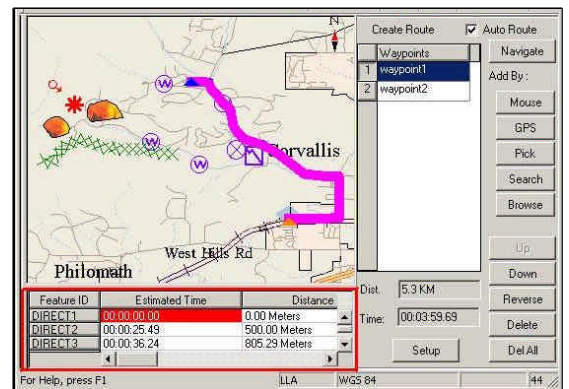 N
Corvallis
West Hills Rd
Philomath
W
W
W
Create Route
Auto Route
Waypoints
1 waypoint1
2 waypoint2
Navigate
Add By :
Mouse
GPS
Pick
Search
Browse
Up
Down
Reverse
Delete
Del All
Dist. 5.3 KM
Time: 00:03:59.69
Setup
Feature ID Estimated Time Distance
DIRECT1 00:00:00.00 0.00 Meters
DIRECT2 00:00:25.49 500.00 Meters
DIRECT3 00:00:36.24 805.29 Meters
For Help, press F1 LLA WGS 84 44